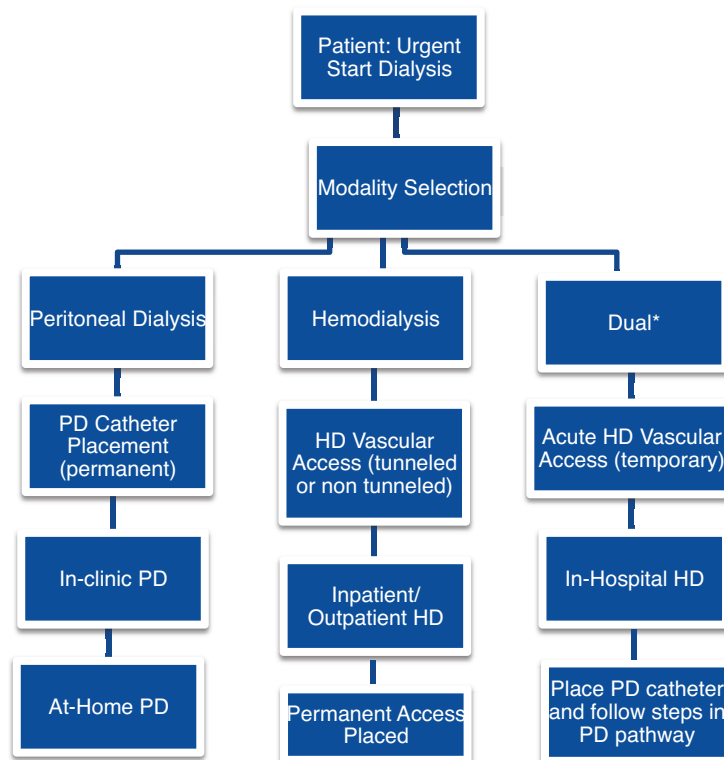 Patient: Urgent
Start Dialysis
Modality Selection
Peritoneal Dialysis
Hemodialysis
Dual*
PD Catheter
Placement
(permanent)
HD Vascular
Access (tunneled
or non tunneled)
Acute HD Vascular
Access (temporary)
In-clinic PD
Inpatient/
Outpatient HD
In-Hospital HD
At-Home PD
Permanent Access
Placed
Place PD catheter
and follow steps in
PD pathway